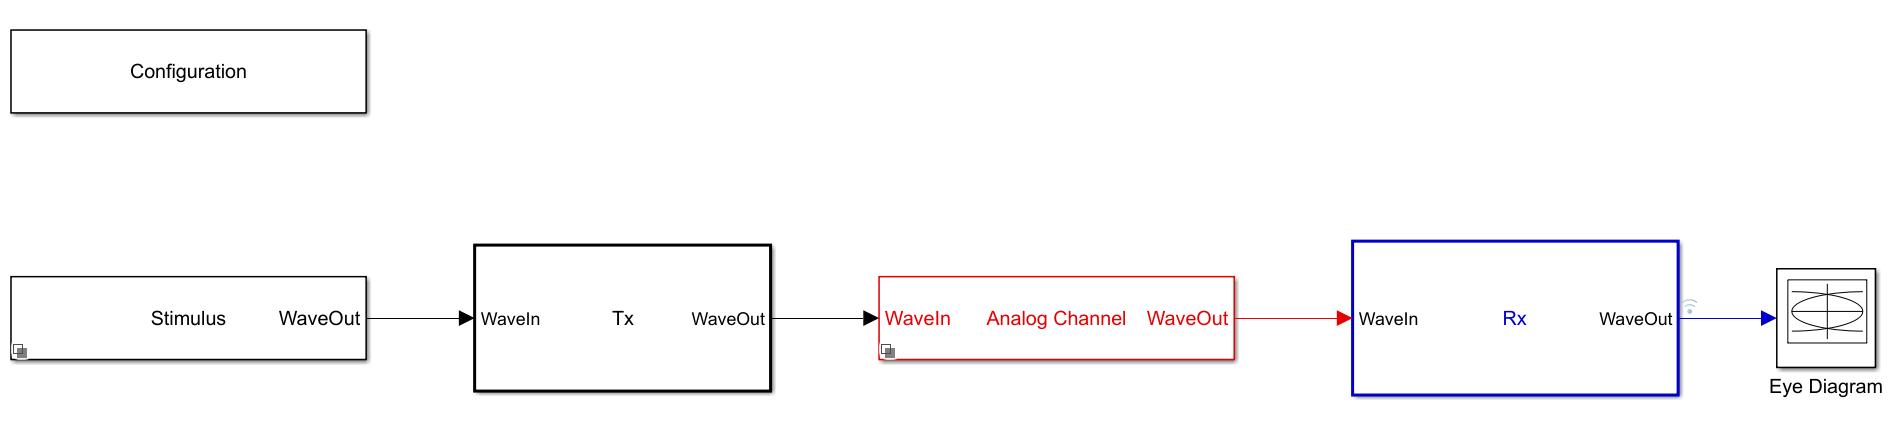 Configuration
Stimulus WaveOut
WaveIn Tx WaveOut
WaveIn Analog Channel WaveOut
WaveIn Rx WaveOut
Eye Diagram